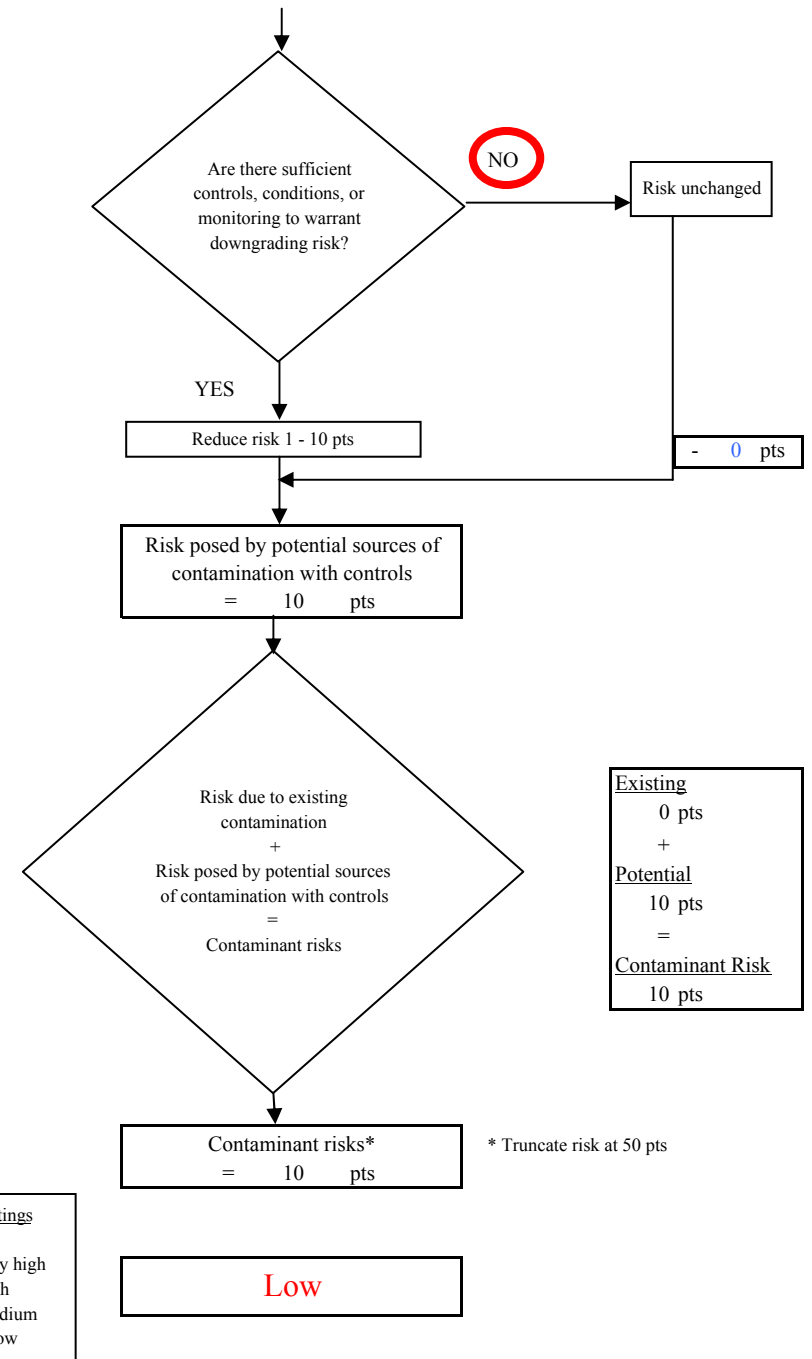 Are there sufficient
controls, conditions, or
monitoring to warrant
downgrading risk?
NO
Risk unchanged
YES
Reduce risk 1 - 10 pts
- 0 pts
Risk posed by potential sources of
contamination with controls
= 10 pts
Risk due to existing
contamination
+
Risk posed by potential sources
of contamination with controls
=
Contaminant risks
Existing
0 pts
+
Potential
10 pts
=
Contaminant Risk
10 pts
Contaminant risks*
= 10 pts
* Truncate risk at 50 pts
Low
high